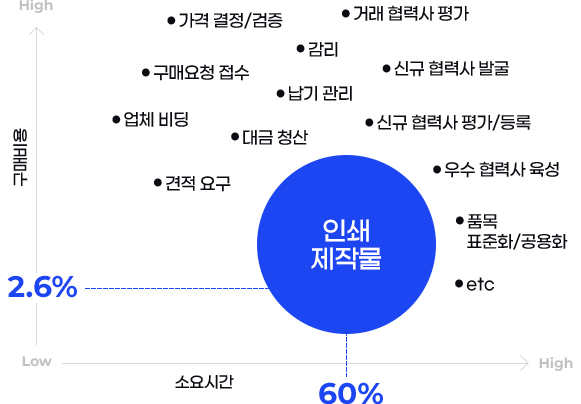 High
● 가격 결정/검증
● 거래 협력사 평가
● 감리
● 구매요청 접수
● 신규 협력사 발굴
● 납기 관리
● 업체 비딩
● 신규 협력사 평가/등록
● 대금 청산
● 우수 협력사 육성
● 견적 요구
● 품목
표준화/공용화
● etc
구매비용
인쇄
제작물
2.6%
Low
High
소요시간
60%